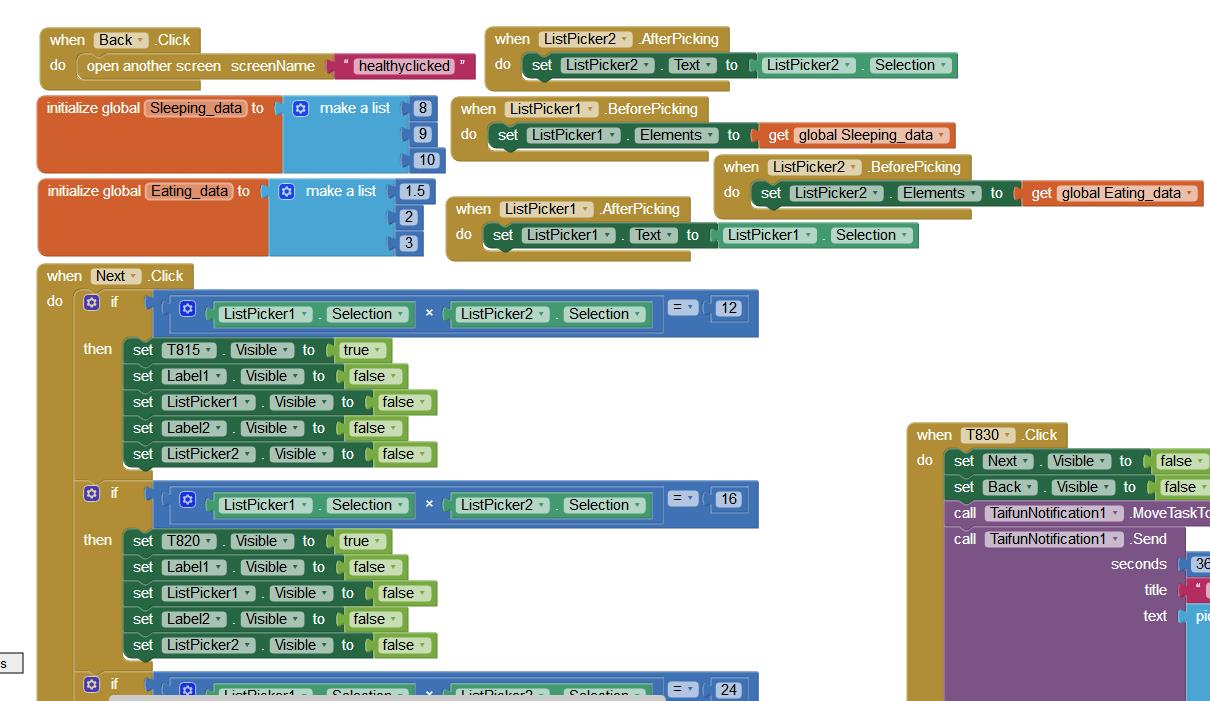 when Back .Click
do open another screen screenName " healthyclicked "
when ListPicker2 .AfterPicking
do set ListPicker2 . Text to ListPicker2 . Selection
initialize global Sleeping_data to make a list 8
9
10
when ListPicker1 .BeforePicking
do set ListPicker1 . Elements to get global Sleeping_data
when ListPicker2 .BeforePicking
do set ListPicker2 . Elements to get global Eating_data
initialize global Eating_data to make a list 1.5
2
3
when ListPicker1 .AfterPicking
do set ListPicker1 . Text to ListPicker1 . Selection
when Next .Click
do if ListPicker1 . Selection × ListPicker2 . Selection = 12
then set T815 . Visible to true
set Label1 . Visible to false
set ListPicker1 . Visible to false
set Label2 . Visible to false
set ListPicker2 . Visible to false
if ListPicker1 . Selection × ListPicker2 . Selection = 16
then set T820 . Visible to true
set Label1 . Visible to false
set ListPicker1 . Visible to false
set Label2 . Visible to false
set ListPicker2 . Visible to false
if ListPicker1 . Selection × ListPicker2 . Selection = 24
when T830 .Click
do set Next . Visible to false
set Back . Visible to false
call TaifunNotification1 .MoveTaskTo
call TaifunNotification1 .Send
seconds 36
title "
text pic
s